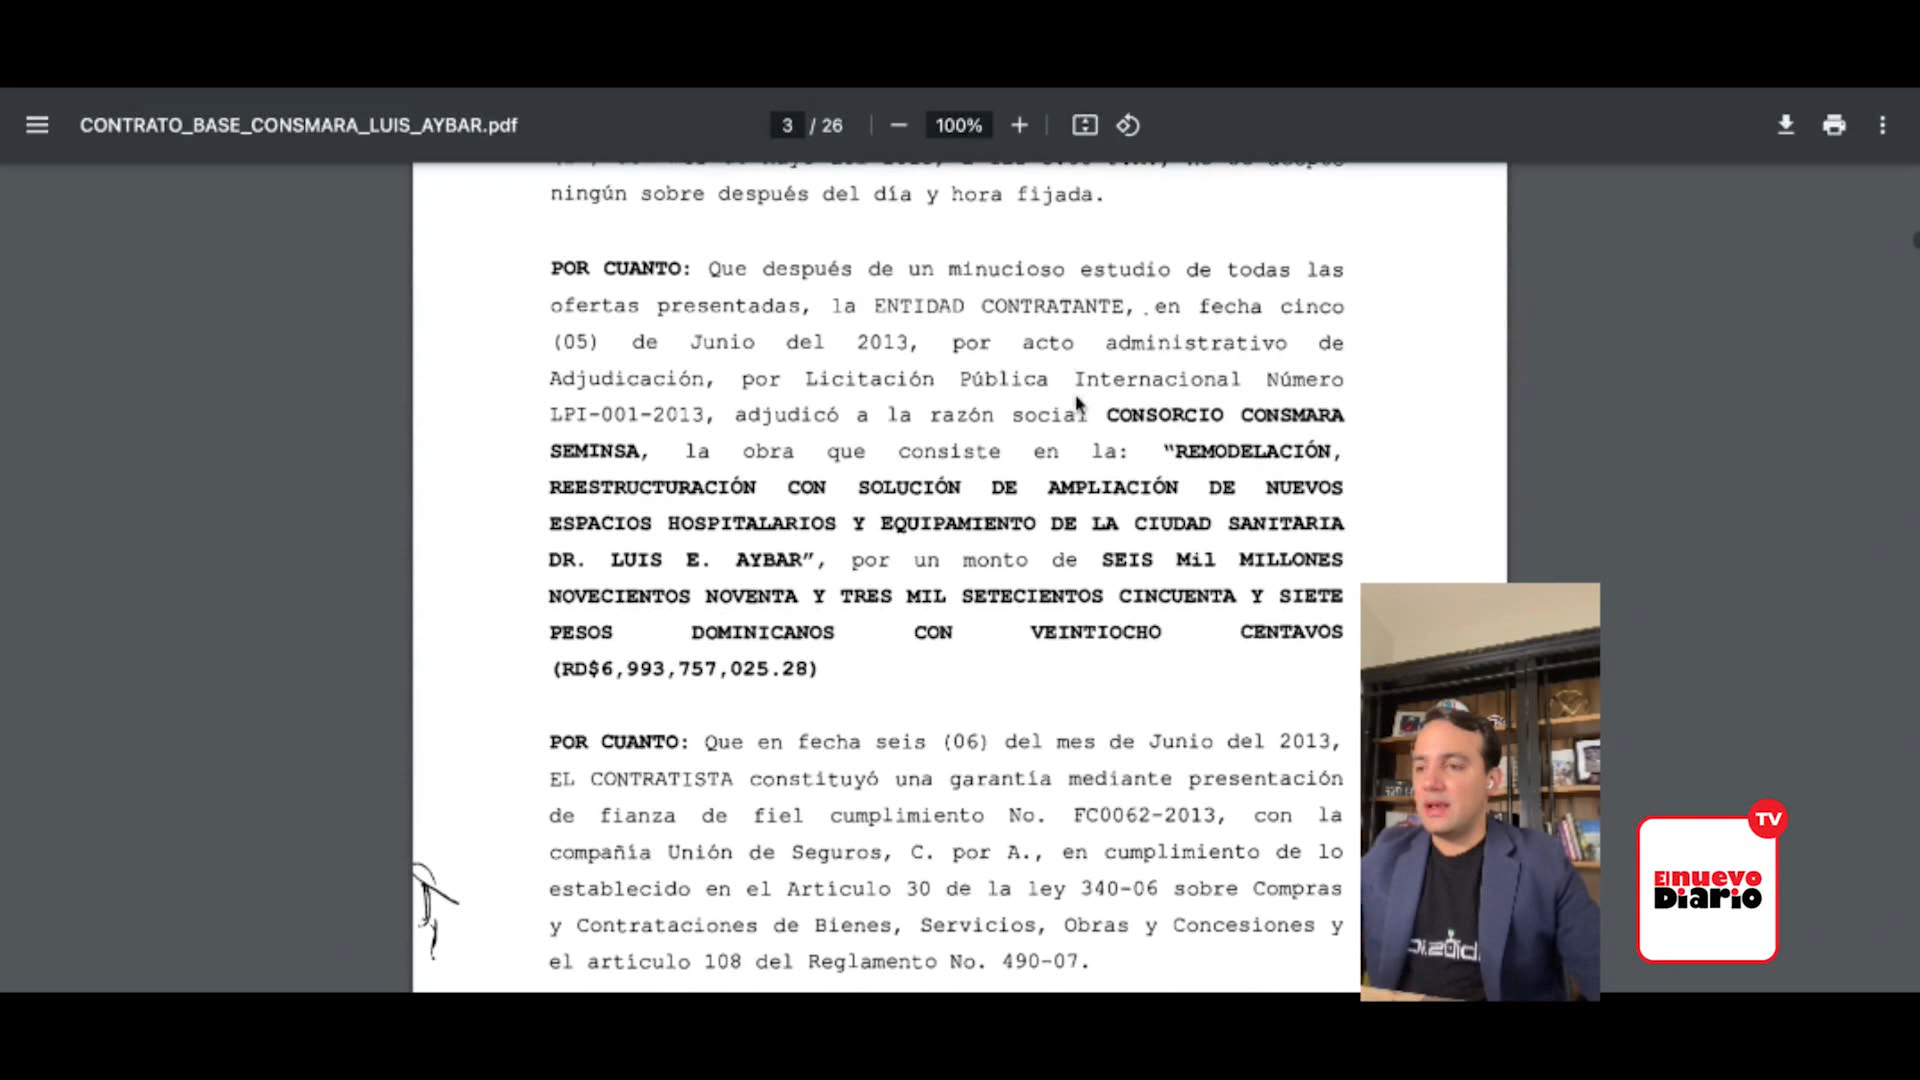 CONTRATO_BASE_CONSMARA_LUIS_AYBAR.pdf
3 / 26
100%
ningún sobre después del día y hora fijada.
POR CUANTO: Que después de un minucioso estudio de todas las
ofertas presentadas, la ENTIDAD CONTRATANTE, en fecha cinco
(05) de Junio del 2013, por acto administrativo de
Adjudicación, por Licitación Pública Internacional Número
LPI-001-2013, adjudicó a la razón social CONSORCIO CONSMARA
SEMINSA, la obra que consiste en la: "REMODELACIÓN,
REESTRUCTURACIÓN CON SOLUCIÓN DE AMPLIACIÓN DE NUEVOS
ESPACIOS HOSPITALARIOS Y EQUIPAMIENTO DE LA CIUDAD SANITARIA
DR. LUIS E. AYBAR", por un monto de SEIS Mil MILLONES
NOVECIENTOS NOVENTA Y TRES MIL SETECIENTOS CINCUENTA Y SIETE
PESOS DOMINICANOS CON VEINTIOCHO CENTAVOS
(RD$6,993,757,025.28)
POR CUANTO: Que en fecha seis (06) del mes de Junio del 2013,
EL CONTRATISTA constituyó una garantía mediante presentación
de fianza de fiel cumplimiento No. FC0062-2013, con la
compañía Unión de Seguros, C. por A., en cumplimiento de lo
establecido en el Articulo 30 de la ley 340-06 sobre Compras
y Contrataciones de Bienes, Servicios, Obras y Concesiones y
el artículo 108 del Reglamento No. 490-07.
TV
El nuevo
Diario